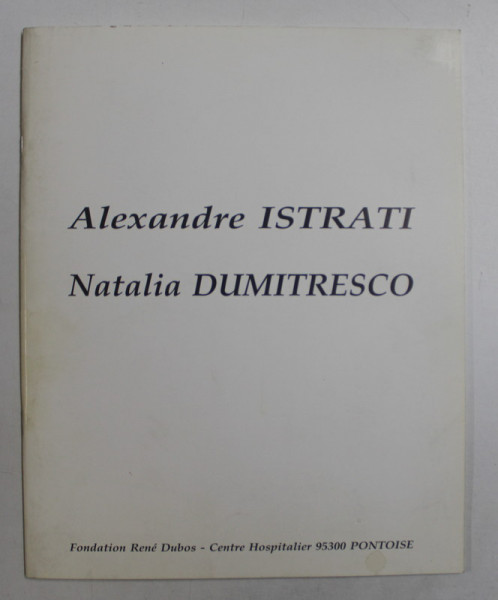 Alexandre ISTRATI
Natalia DUMITRESCO
Fondation René Dubos - Centre Hospitalier 95300 PONTOISE